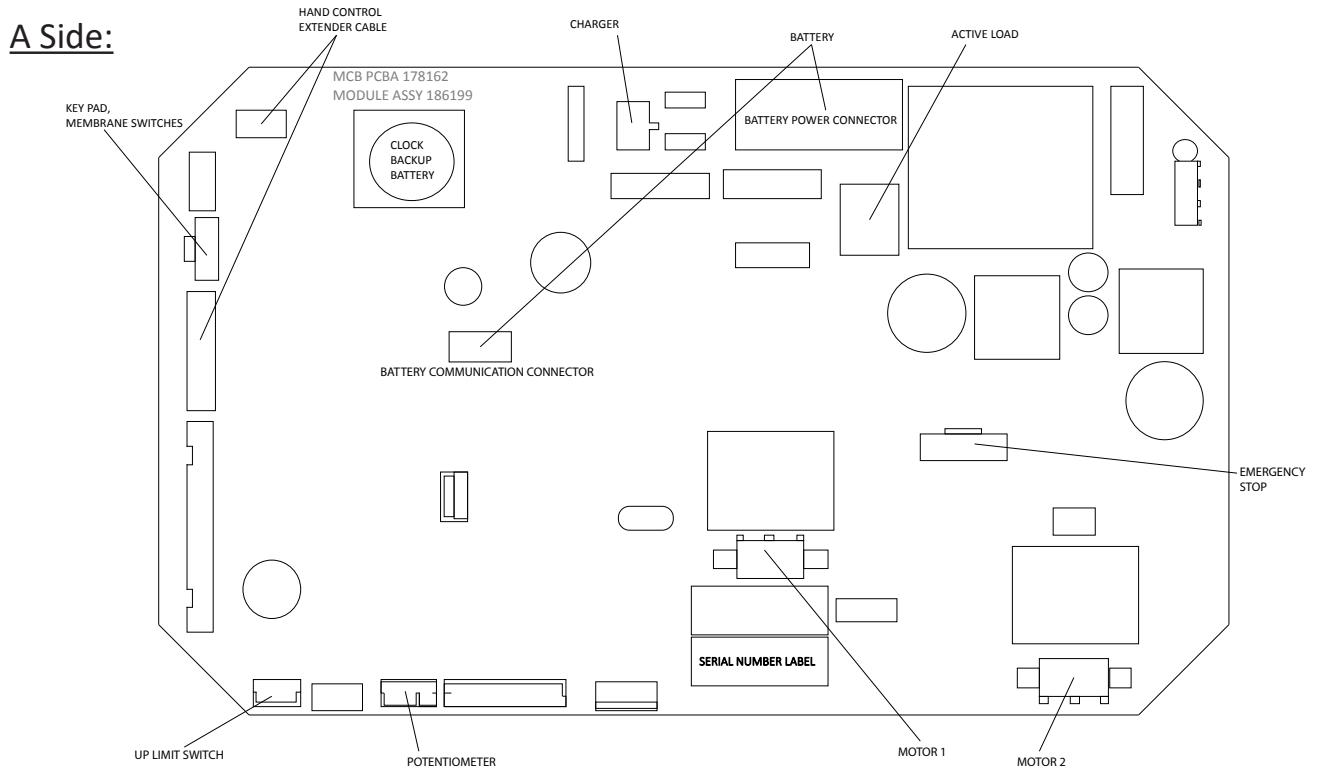 A Side:
HAND CONTROL
EXTENDER CABLE
CHARGER
BATTERY
ACTIVE LOAD
MCB PCBA 178162
MODULE ASSY 186199
KEY PAD,
MEMBRANE SWITCHES
BATTERY POWER CONNECTOR
CLOCK
BACKUP
BATTERY
BATTERY COMMUNICATION CONNECTOR
EMERGENCY
STOP
SERIAL NUMBER LABEL
UP LIMIT SWITCH
POTENTIOMETER
MOTOR 1
MOTOR 2